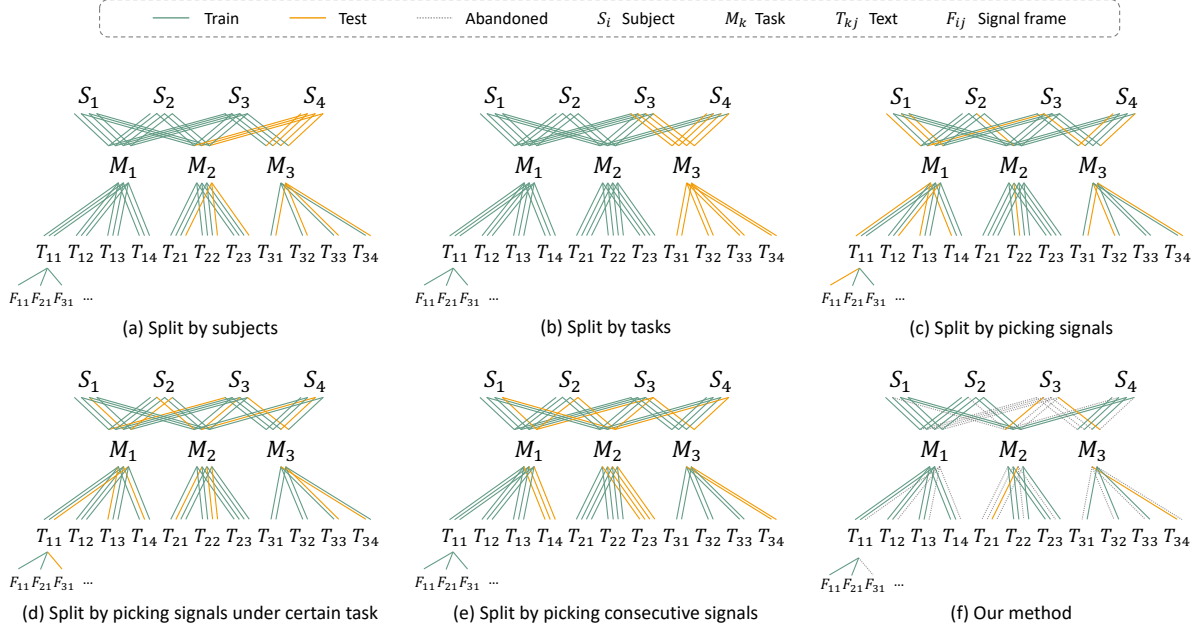 Train Test Abandoned S_i Subject M_k Task T_kj Text F_ij Signal frame
S_1 S_2 S_3 S_4
M_1 M_2 M_3
T_11 T_12 T_13 T_14 T_21 T_22 T_23 T_31 T_32 T_33 T_34
F_11 F_21 F_31 ...
(a) Split by subjects
S_1 S_2 S_3 S_4
M_1 M_2 M_3
T_11 T_12 T_13 T_14 T_21 T_22 T_23 T_31 T_32 T_33 T_34
F_11 F_21 F_31 ...
(b) Split by tasks
S_1 S_2 S_3 S_4
M_1 M_2 M_3
T_11 T_12 T_13 T_14 T_21 T_22 T_23 T_31 T_32 T_33 T_34
F_11 F_21 F_31 ...
(c) Split by picking signals
S_1 S_2 S_3 S_4
M_1 M_2 M_3
T_11 T_12 T_13 T_14 T_21 T_22 T_23 T_31 T_32 T_33 T_34
F_11 F_21 F_31 ...
(d) Split by picking signals under certain task
S_1 S_2 S_3 S_4
M_1 M_2 M_3
T_11 T_12 T_13 T_14 T_21 T_22 T_23 T_31 T_32 T_33 T_34
F_11 F_21 F_31 ...
(e) Split by picking consecutive signals
S_1 S_2 S_3 S_4
M_1 M_2 M_3
T_11 T_12 T_13 T_14 T_21 T_22 T_23 T_31 T_32 T_33 T_34
F_11 F_21 F_31 ...
(f) Our method